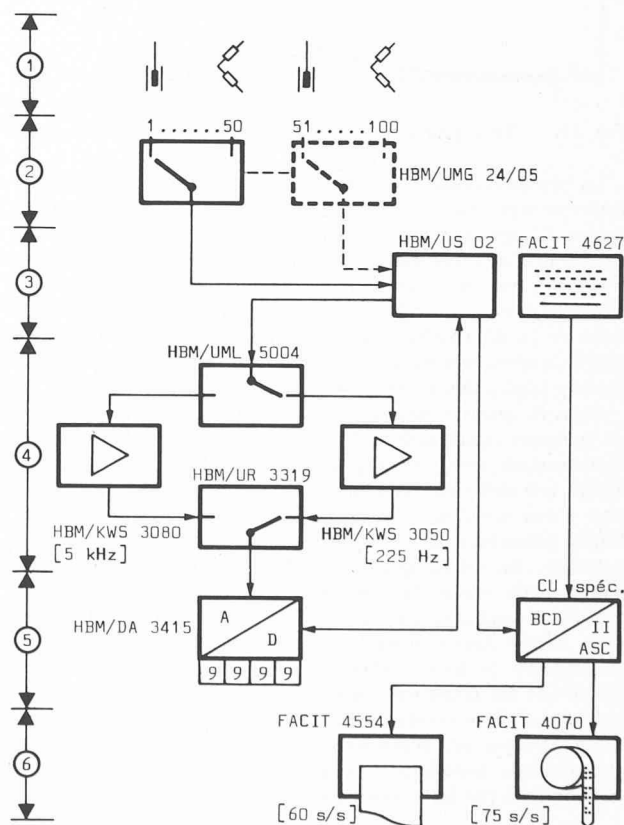 1
1 ...... 50
51 ...... 100
2
HBM/UMG 24/05
HBM/US 02
FACIT 4627
3
HBM/UML 5004
4
HBM/UR 3319
HBM/KWS 3080
[5 kHz]
HBM/KWS 3050
[225 Hz]
CU spéc.
5
HBM/DA 3415
A
D
BCD
II
ASC
9 9 9 9
FACIT 4554
FACIT 4070
6
[60 s/s]
[75 s/s]